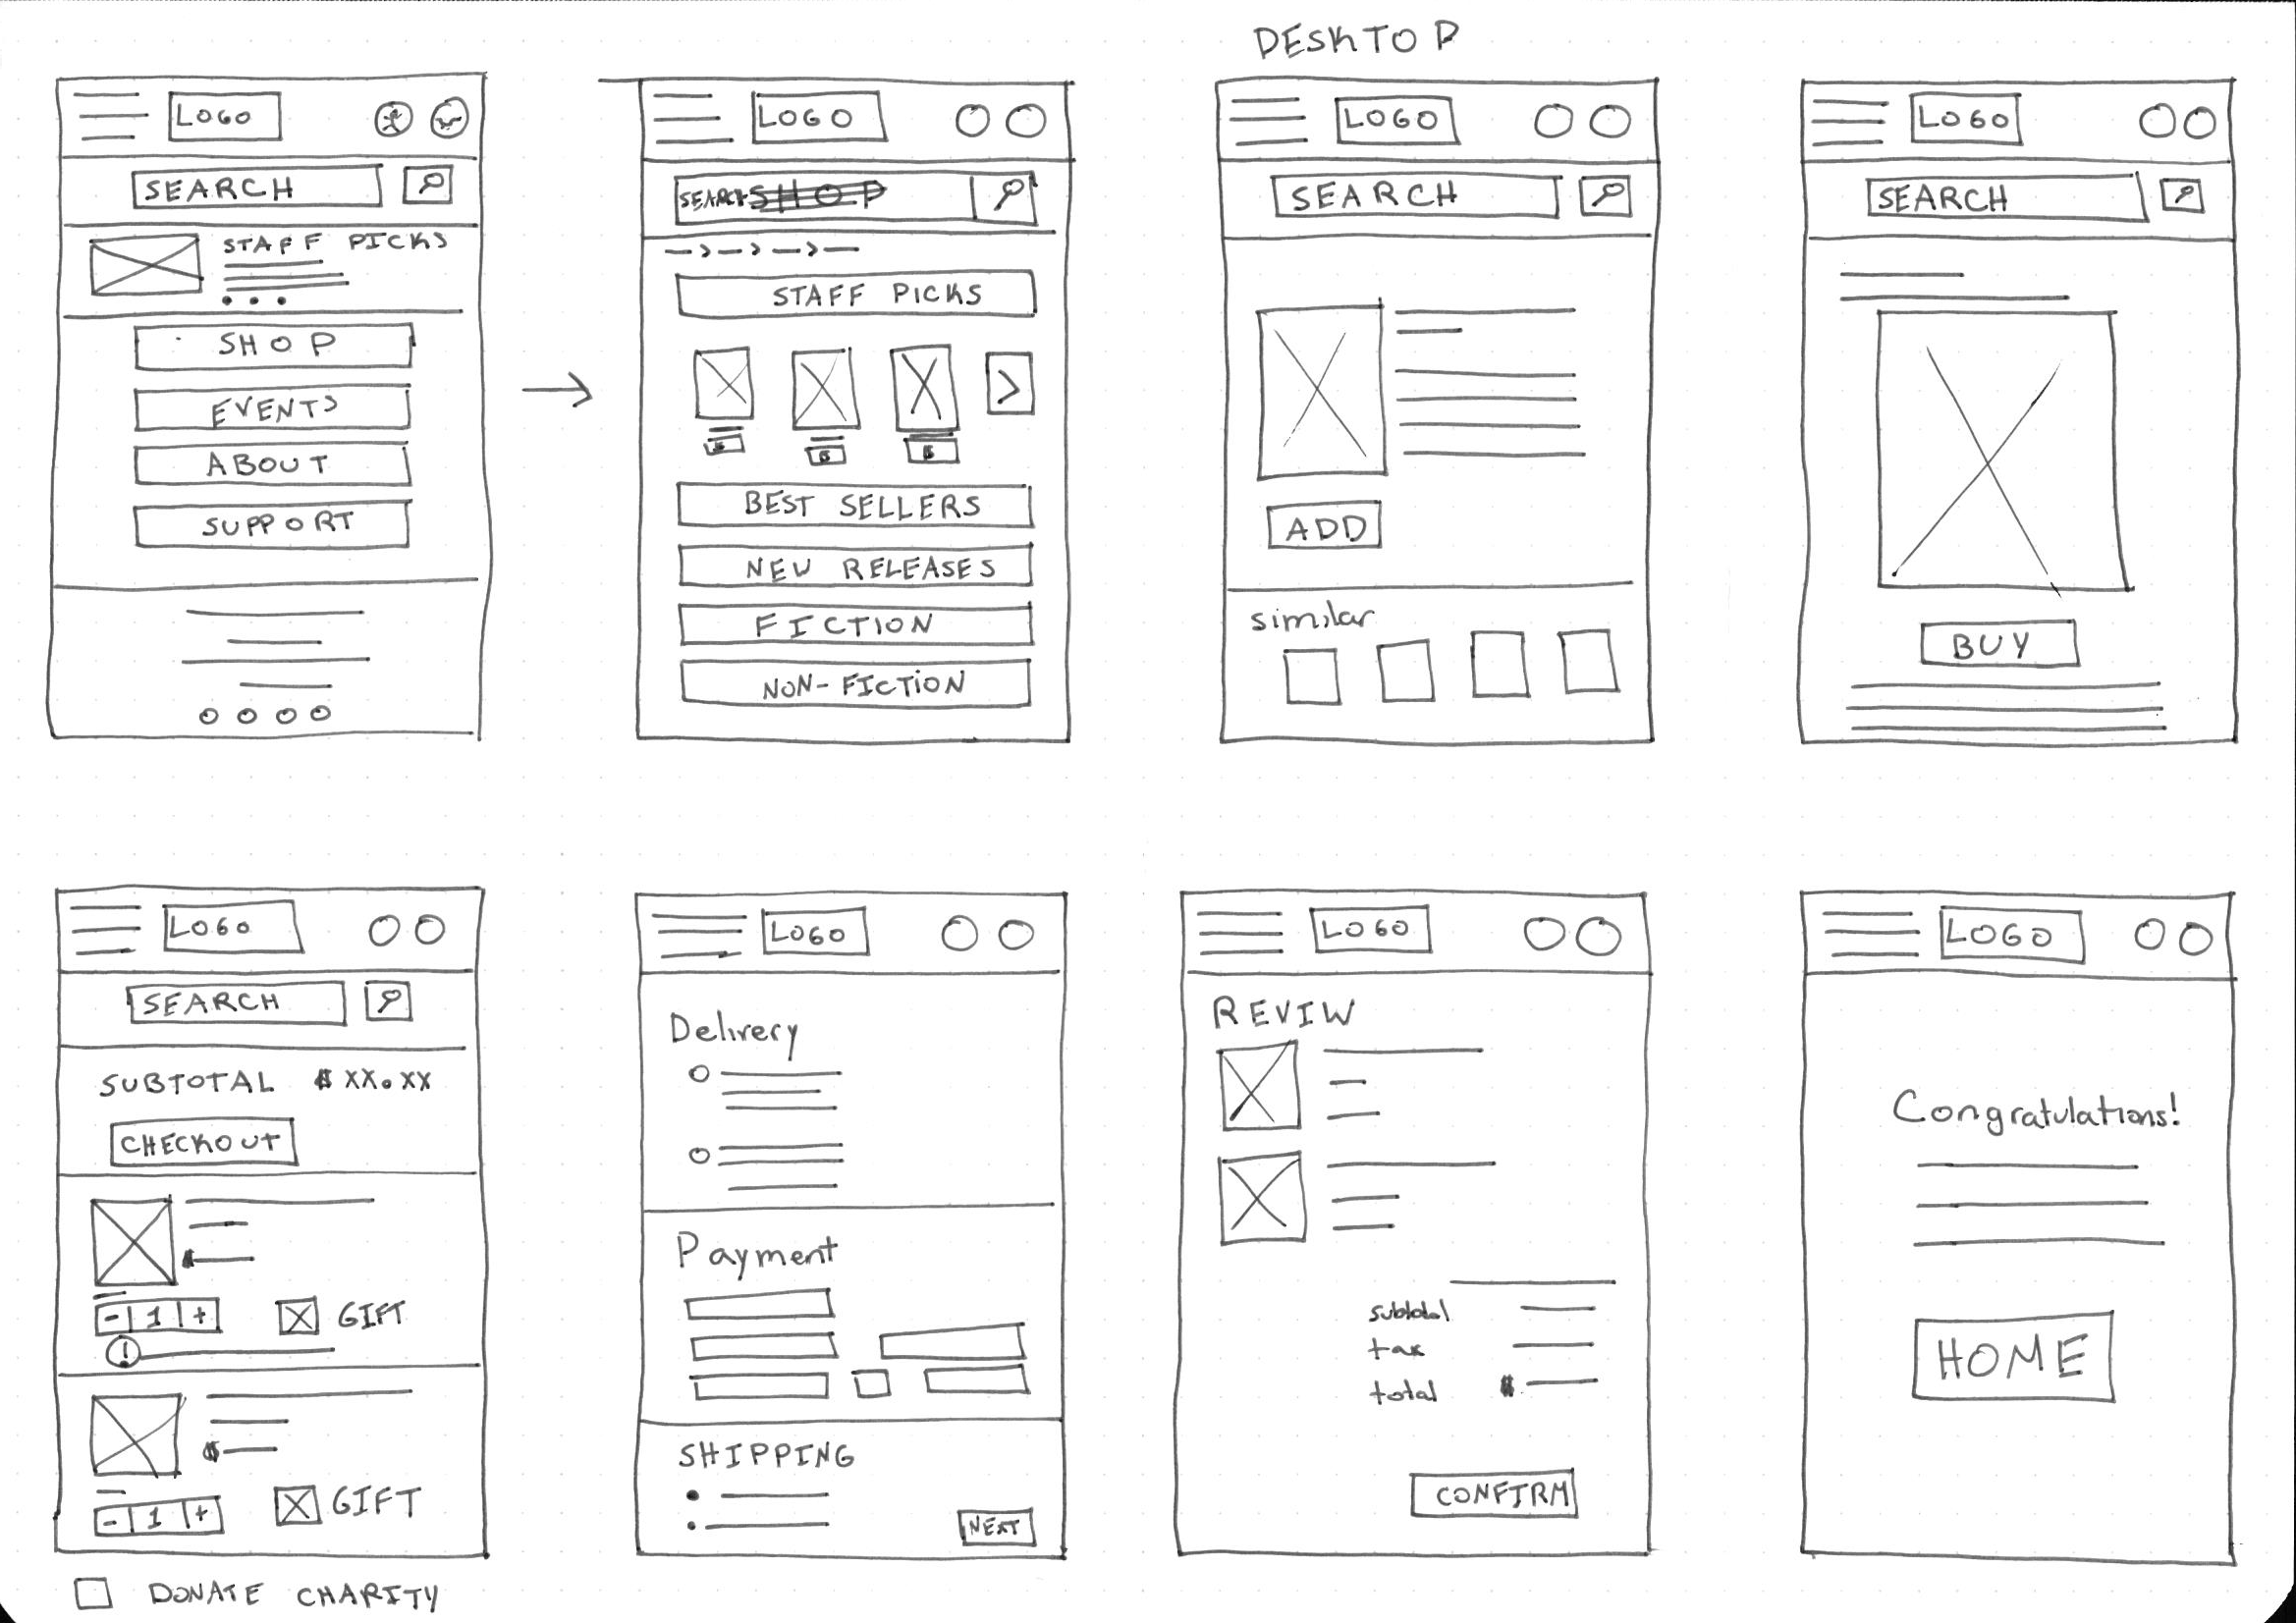 DESKTOP
LOGO
SEARCH
STAFF PICKS
SHOP
EVENTS
ABOUT
SUPPORT
LOGO
SEARCH SHOP
> > >
STAFF PICKS
>
$ $ $
BEST SELLERS
NEW RELEASES
FICTION
NON-FICTION
LOGO
SEARCH
ADD
similar
LOGO
SEARCH
BUY
LOGO
SEARCH
SUBTOTAL $ XX.XX
CHECKOUT
$
- 1 + GIFT
!
$
- 1 + GIFT
DONATE CHARITY
LOGO
Delivery
Payment
SHIPPING
NEXT
LOGO
REVIW
subtotal
tax
total $
CONFIRM
LOGO
Congratulations!
HOME